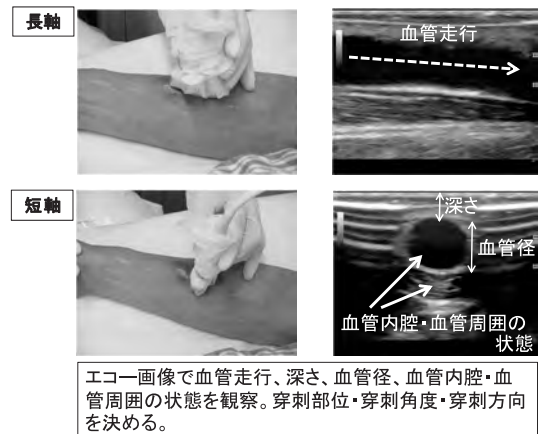 長軸
血管走行
短軸
深さ
血管径
血管内腔・血管周囲の
状態
エコー画像で血管走行、深さ、血管径、血管内腔・血
管周囲の状態を観察。穿刺部位・穿刺角度・穿刺方向
を決める。